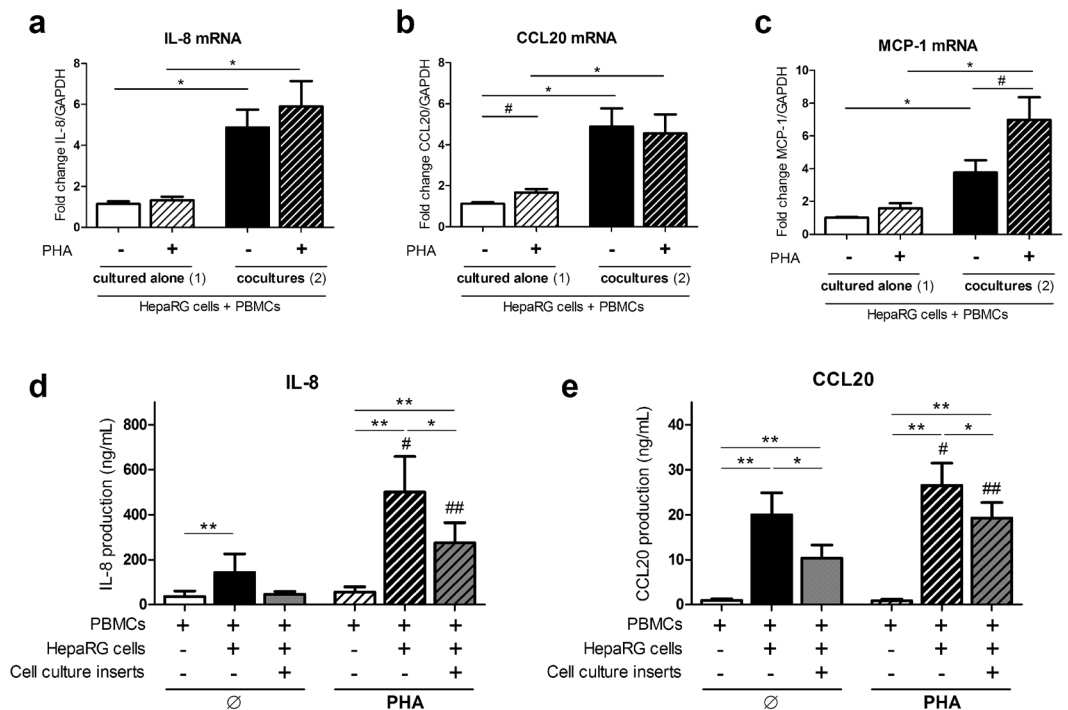 a
IL-8 mRNA
Fold change IL-8/GAPDH
8
6
4
2
0
*
*
PHA - + - +
cultured alone (1) cocultures (2)
HepaRG cells + PBMCs
b
CCL20 mRNA
Fold change CCL20/GAPDH
8
6
4
2
0
*
*
#
PHA - + - +
cultured alone (1) cocultures (2)
HepaRG cells + PBMCs
c
MCP-1 mRNA
Fold change MCP-1/GAPDH
10
8
6
4
2
0
*
#
*
PHA - + - +
cultured alone (1) cocultures (2)
HepaRG cells + PBMCs
d
IL-8
IL-8 production (ng/mL)
800
600
400
200
0
**
** *
#
##
**
PBMCs + + + + + +
HepaRG cells - + + - + +
Cell culture inserts - - + - - +
∅ PHA
e
CCL20
CCL20 production (ng/mL)
40
30
20
10
0
**
** *
#
**
** *
##
PBMCs + + + + + +
HepaRG cells - + + - + +
Cell culture inserts - - + - - +
∅ PHA